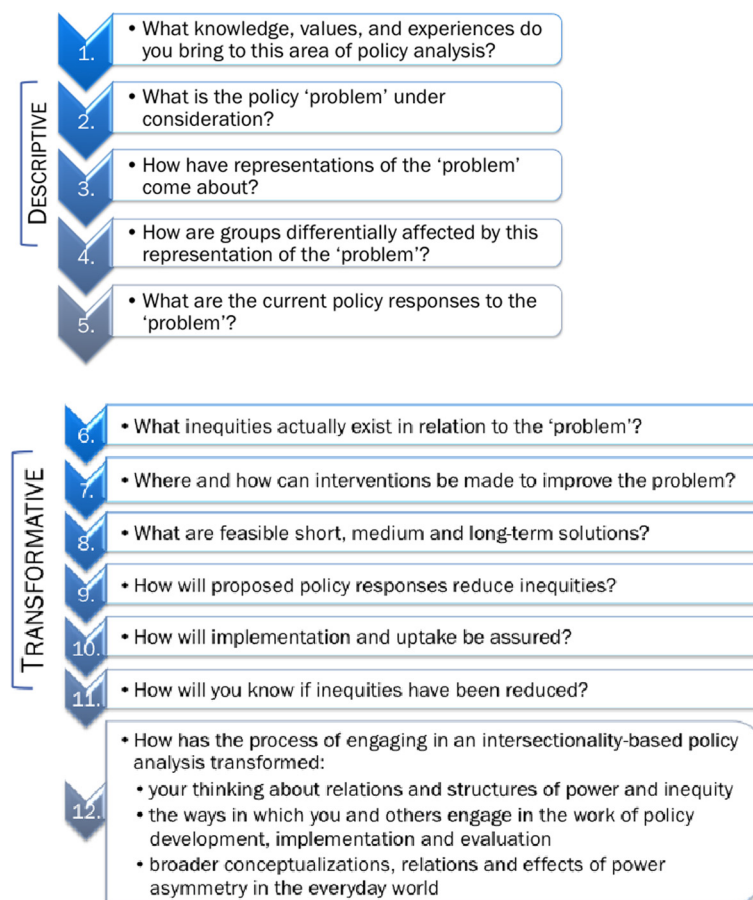 DESCRIPTIVE
1.
• What knowledge, values, and experiences do
you bring to this area of policy analysis?
2.
• What is the policy ‘problem’ under
consideration?
3.
• How have representations of the ‘problem’
come about?
4.
• How are groups differentially affected by this
representation of the ‘problem’?
5.
• What are the current policy responses to the
‘problem’?
TRANSFORMATIVE
6.
• What inequities actually exist in relation to the ‘problem’?
7.
• Where and how can interventions be made to improve the problem?
8.
• What are feasible short, medium and long-term solutions?
9.
• How will proposed policy responses reduce inequities?
10.
• How will implementation and uptake be assured?
11.
• How will you know if inequities have been reduced?
12.
• How has the process of engaging in an intersectionality-based policy
analysis transformed:
• your thinking about relations and structures of power and inequity
• the ways in which you and others engage in the work of policy
development, implementation and evaluation
• broader conceptualizations, relations and effects of power
asymmetry in the everyday world